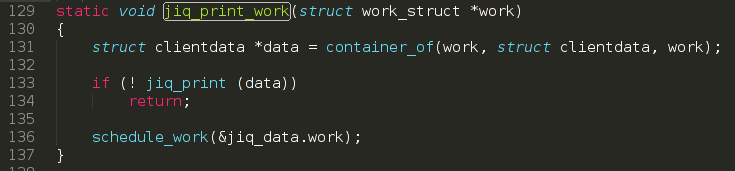 129 static void jiq_print_work(struct work_struct *work)
130 {
131     struct clientdata *data = container_of(work, struct clientdata, work);
132
133     if (! jiq_print (data))
134         return;
135
136     schedule_work(&jiq_data.work);
137 }